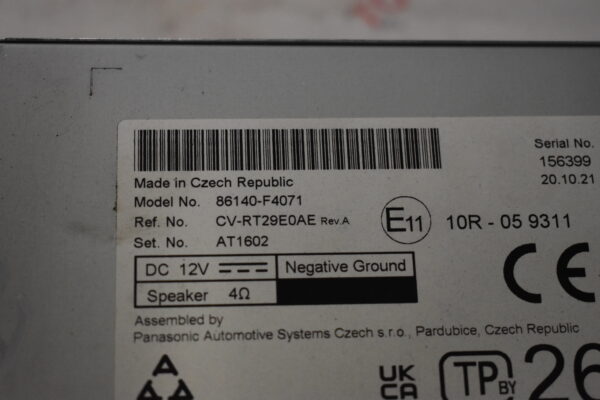 Serial No.
156399
20.10.21
Made in Czech Republic
Model No. 86140-F4071
Ref. No. CV-RT29E0AE Rev.A
Set. No. AT1602
E11 10R - 05 9311
DC 12V Negative Ground
Speaker 4Ω
CE
Assembled by
Panasonic Automotive Systems Czech s.r.o., Pardubice, Czech Republic
UK
CA
TP
BY
26